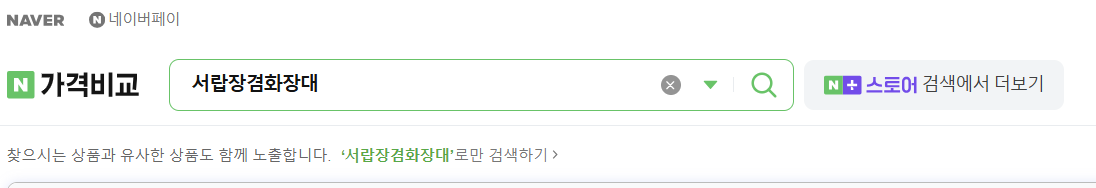 NAVER N 네이버페이
N 가격비교 서랍장겸화장대 N+ 스토어 검색에서 더보기
찾으시는 상품과 유사한 상품도 함께 노출합니다. ‘서랍장겸화장대’로만 검색하기 >